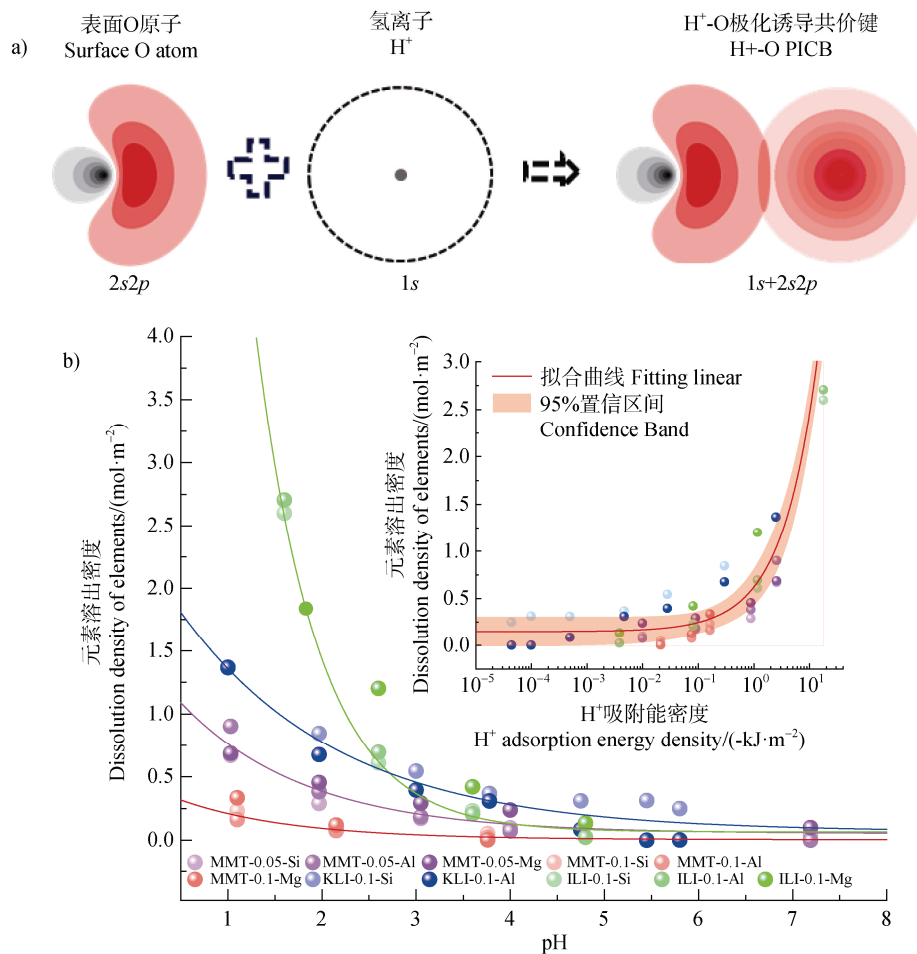 a)
表面O原子
Surface O atom
氢离子
H⁺
H⁺-O极化诱导共价键
H+-O PICB
2s2p
1s
1s+2s2p
b)
元素溶出密度
Dissolution density of elements/(mol·m⁻²)
4.0
3.5
3.0
2.5
2.0
1.5
1.0
0.5
0.0
元素溶出密度
Dissolution density of elements/(mol·m⁻²)
3.0
2.5
2.0
1.5
1.0
0.5
0.0
拟合曲线 Fitting linear
95%置信区间
Confidence Band
10⁻⁵ 10⁻⁴ 10⁻³ 10⁻² 10⁻¹ 10⁰ 10¹
H⁺吸附能密度
H⁺ adsorption energy density/(-kJ·m⁻²)
MMT-0.05-Si MMT-0.05-Al MMT-0.05-Mg MMT-0.1-Si MMT-0.1-Al
MMT-0.1-Mg KLI-0.1-Si KLI-0.1-Al ILI-0.1-Si ILI-0.1-Al ILI-0.1-Mg
1 2 3 4 5 6 7 8
pH